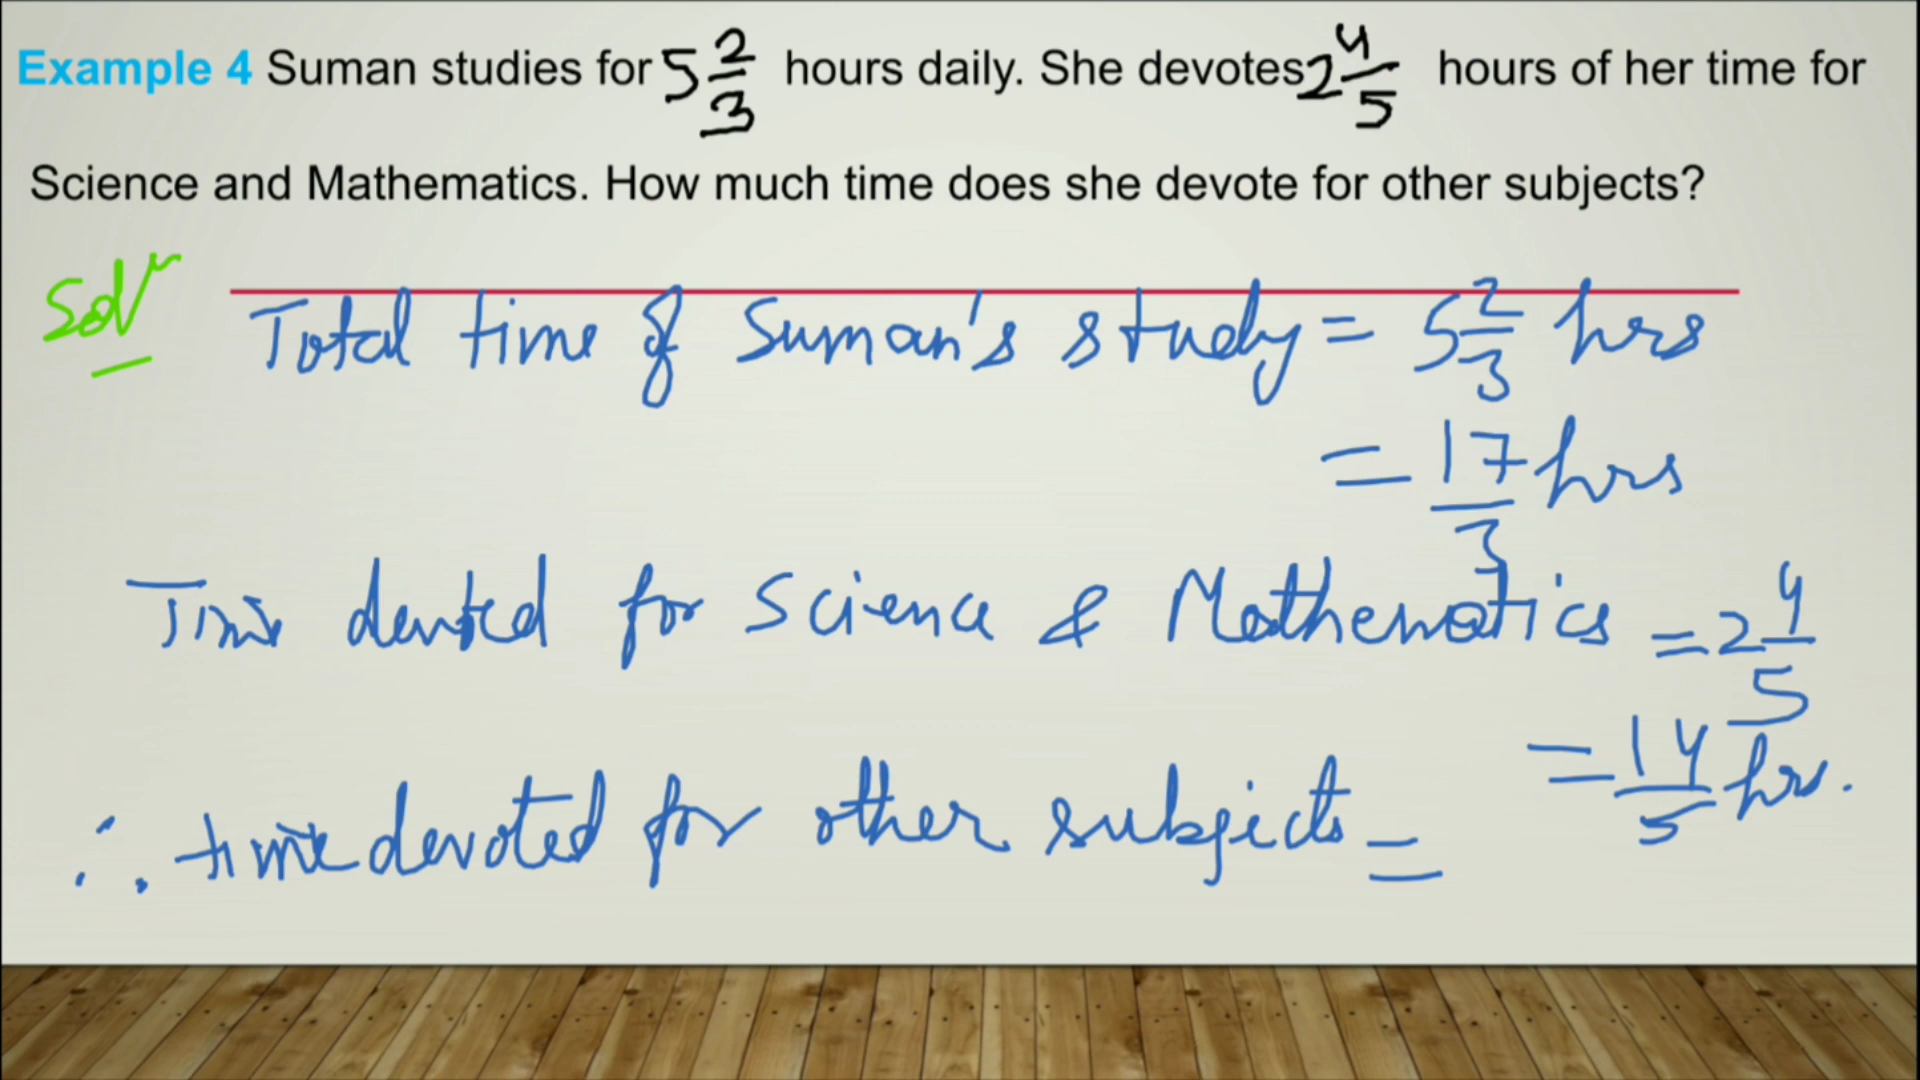 Example 4 Suman studies for 5 2/3 hours daily. She devotes 2 4/5 hours of her time for
Science and Mathematics. How much time does she devote for other subjects?
Soln
Total time of Suman's study = 5 2/3 hrs
= 17/3 hrs
Time devoted for Science & Mathematics = 2 4/5
= 14/5 hrs.
∴ time devoted for other subjects =